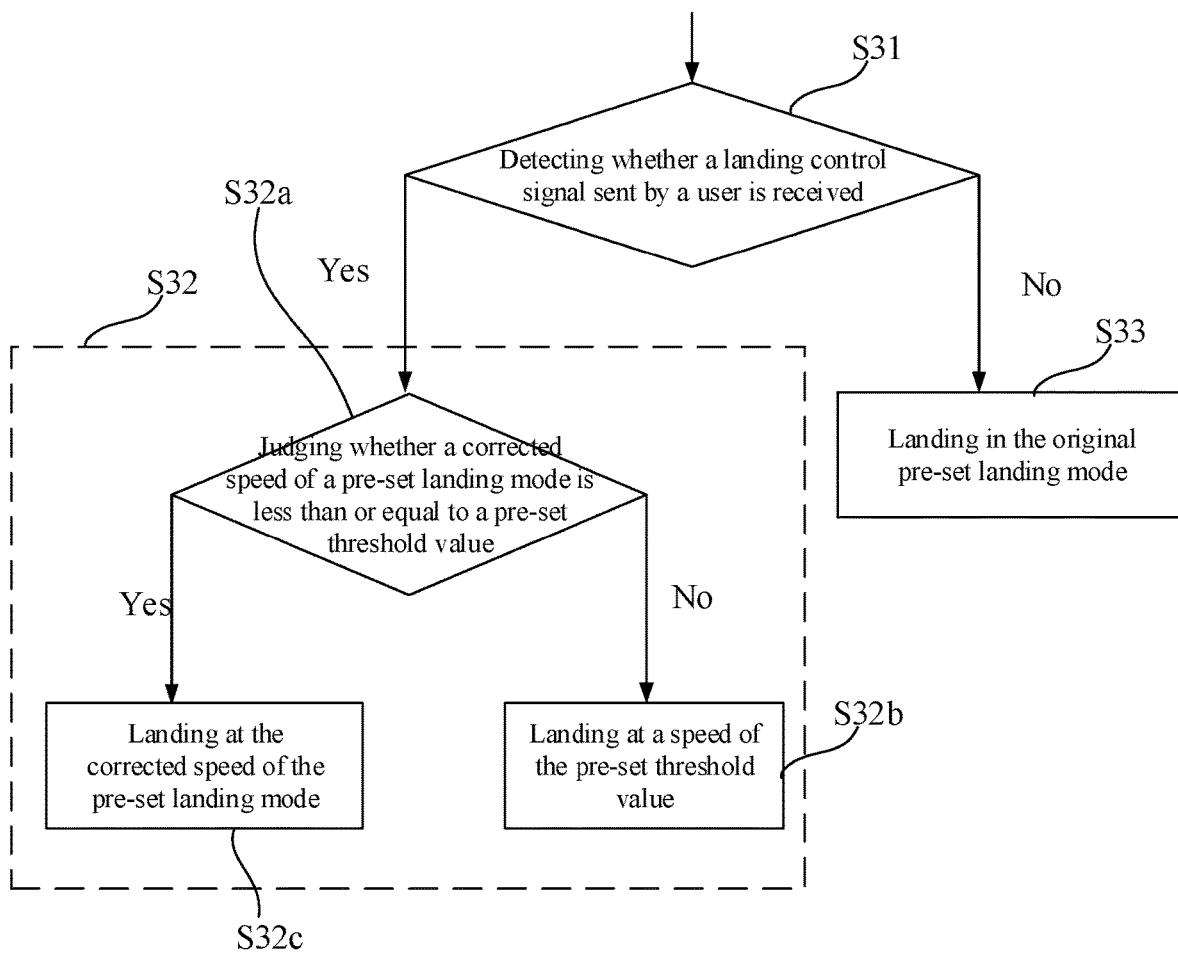 S31
Detecting whether a landing control
signal sent by a user is received
S32a
Yes
No
S32
S33
Landing in the original
pre-set landing mode
Judging whether a corrected
speed of a pre-set landing mode is
less than or equal to a pre-set
threshold value
Yes
No
Landing at the
corrected speed of the
pre-set landing mode
Landing at a speed of
the pre-set threshold
value
S32b
S32c